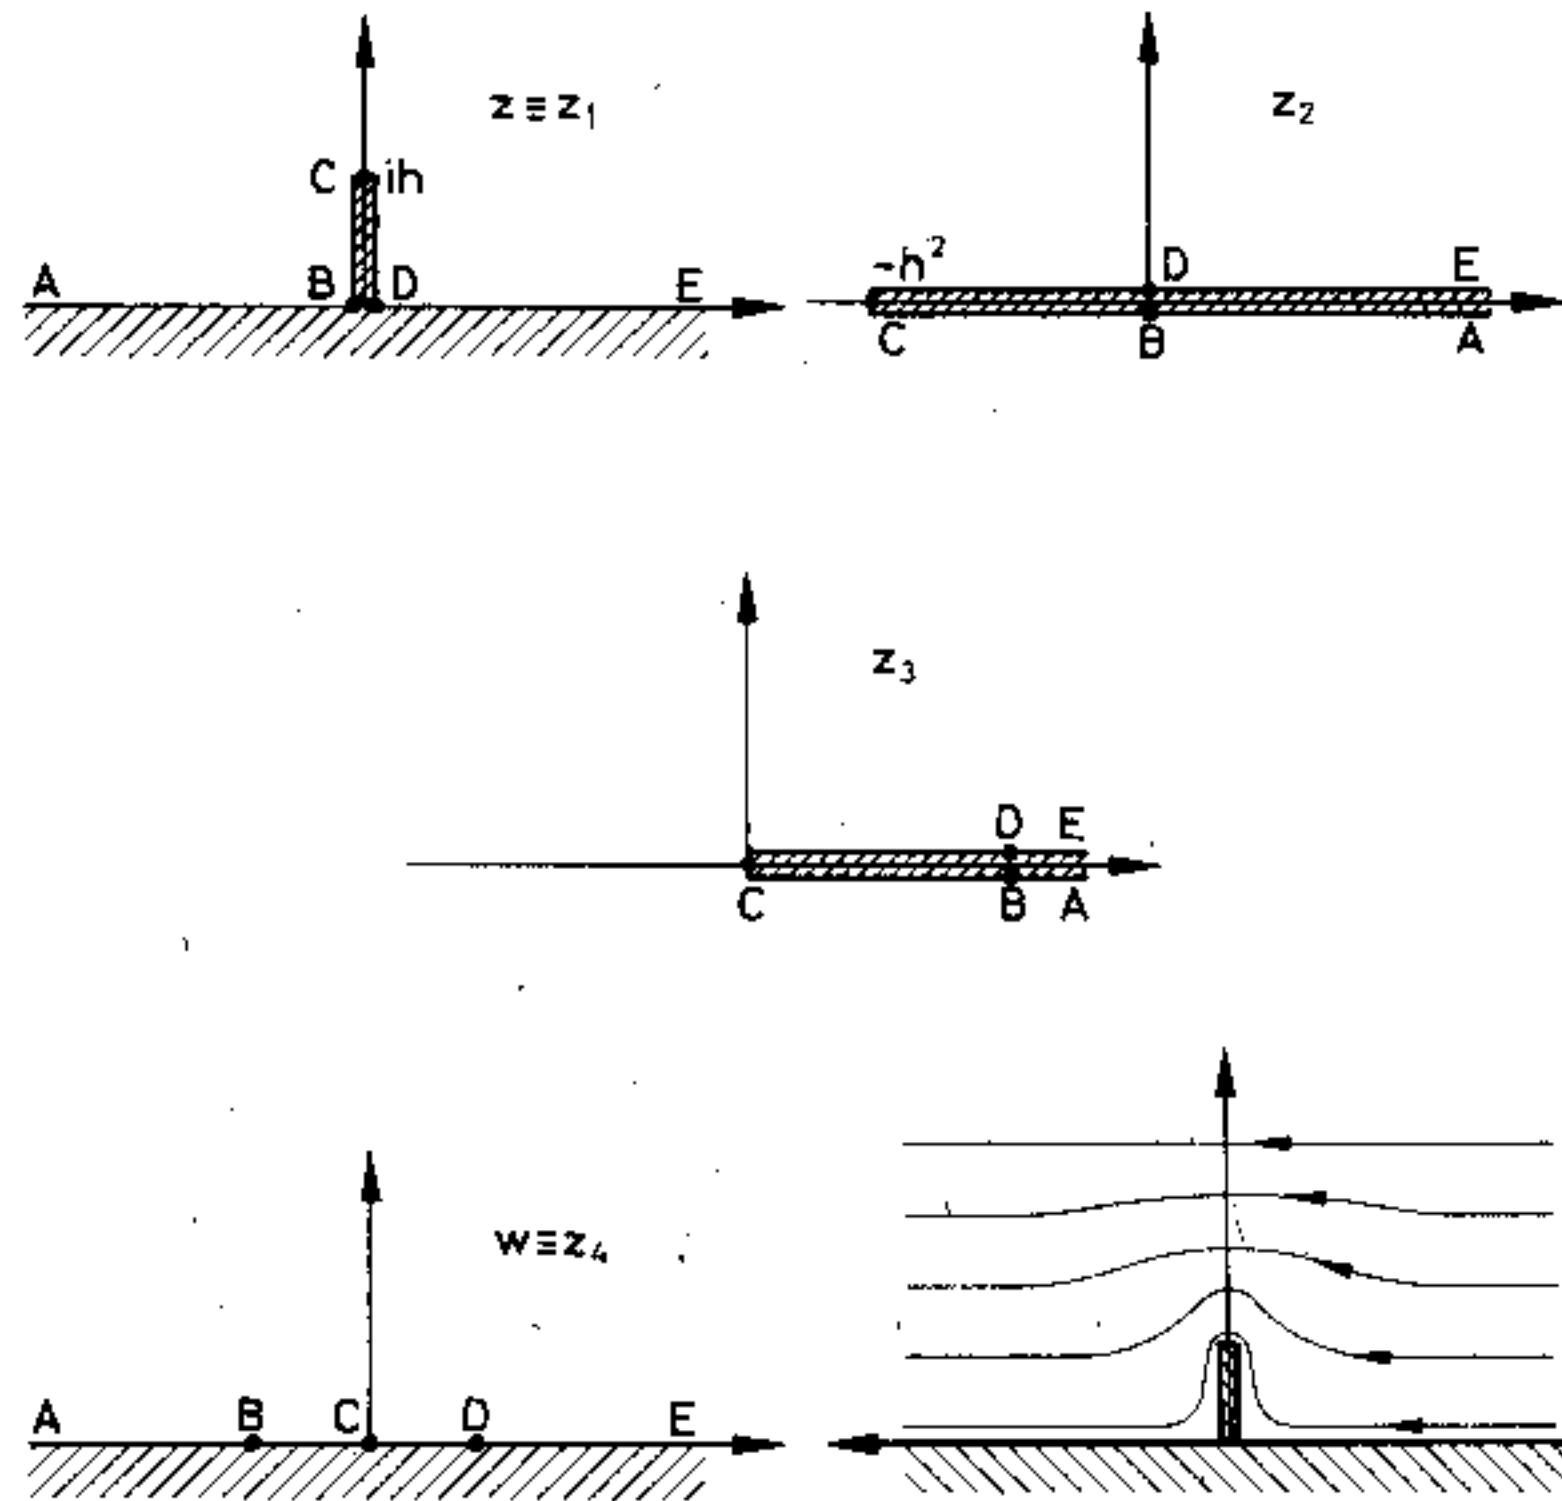 z ≡ z₁
C ih
A B D E
z₂
-h² D E
C B A
z₃
D E
C B A
w ≡ z₄
A B C D E